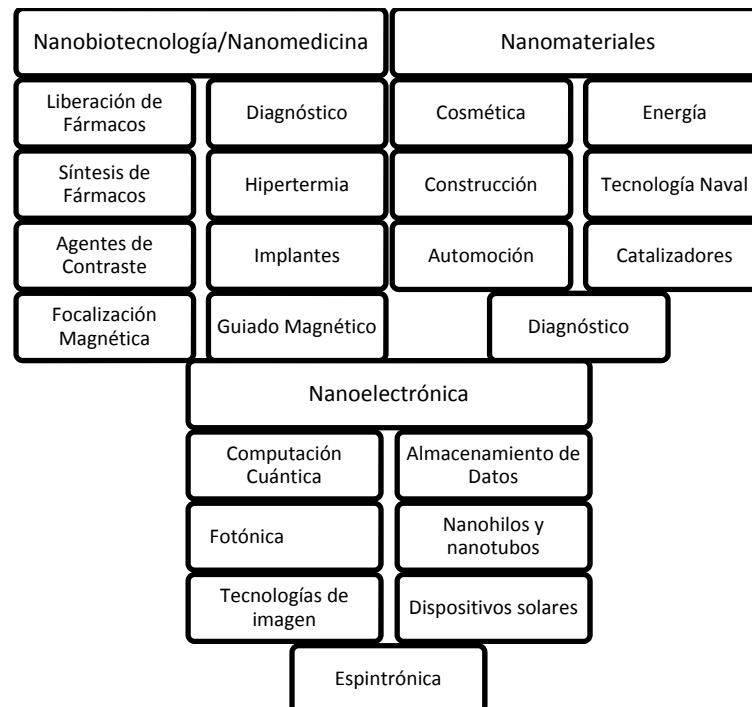 Nanobiotecnología/Nanomedicina
Nanomateriales
Liberación de
Fármacos
Diagnóstico
Cosmética
Energía
Síntesis de
Fármacos
Hipertermia
Construcción
Tecnología Naval
Agentes de
Contraste
Implantes
Automoción
Catalizadores
Focalización
Magnética
Guiado Magnético
Diagnóstico
Nanoelectrónica
Computación
Cuántica
Almacenamiento de
Datos
Fotónica
Nanohilos y
nanotubos
Tecnologías de
imagen
Dispositivos solares
Espintrónica